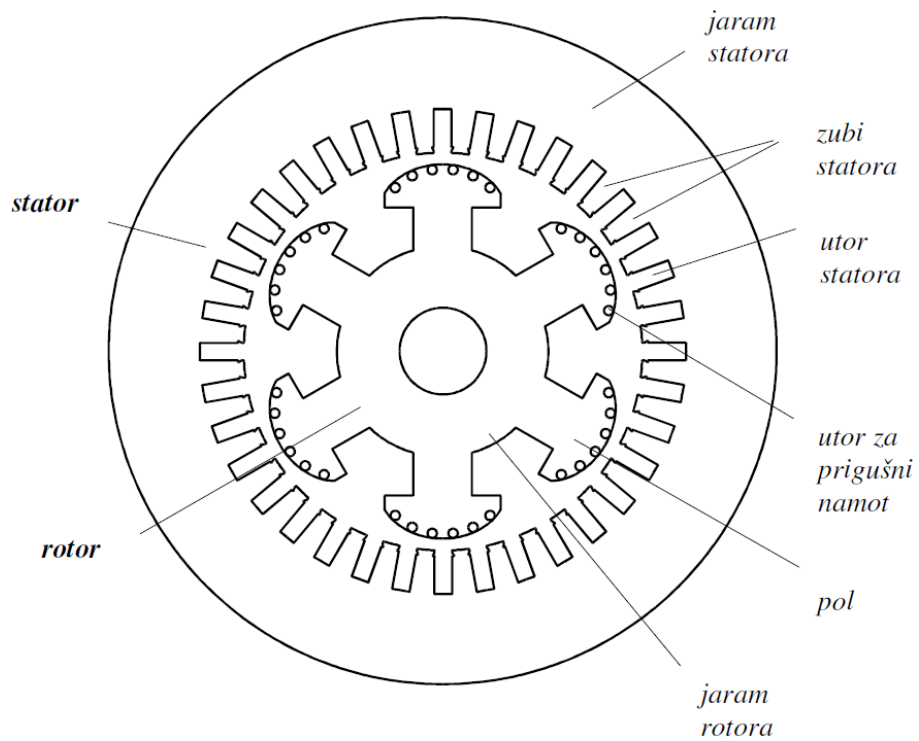 jaram
statora
zubi
statora
stator
utor
statora
utor za
prigušni
namot
rotor
pol
jaram
rotora